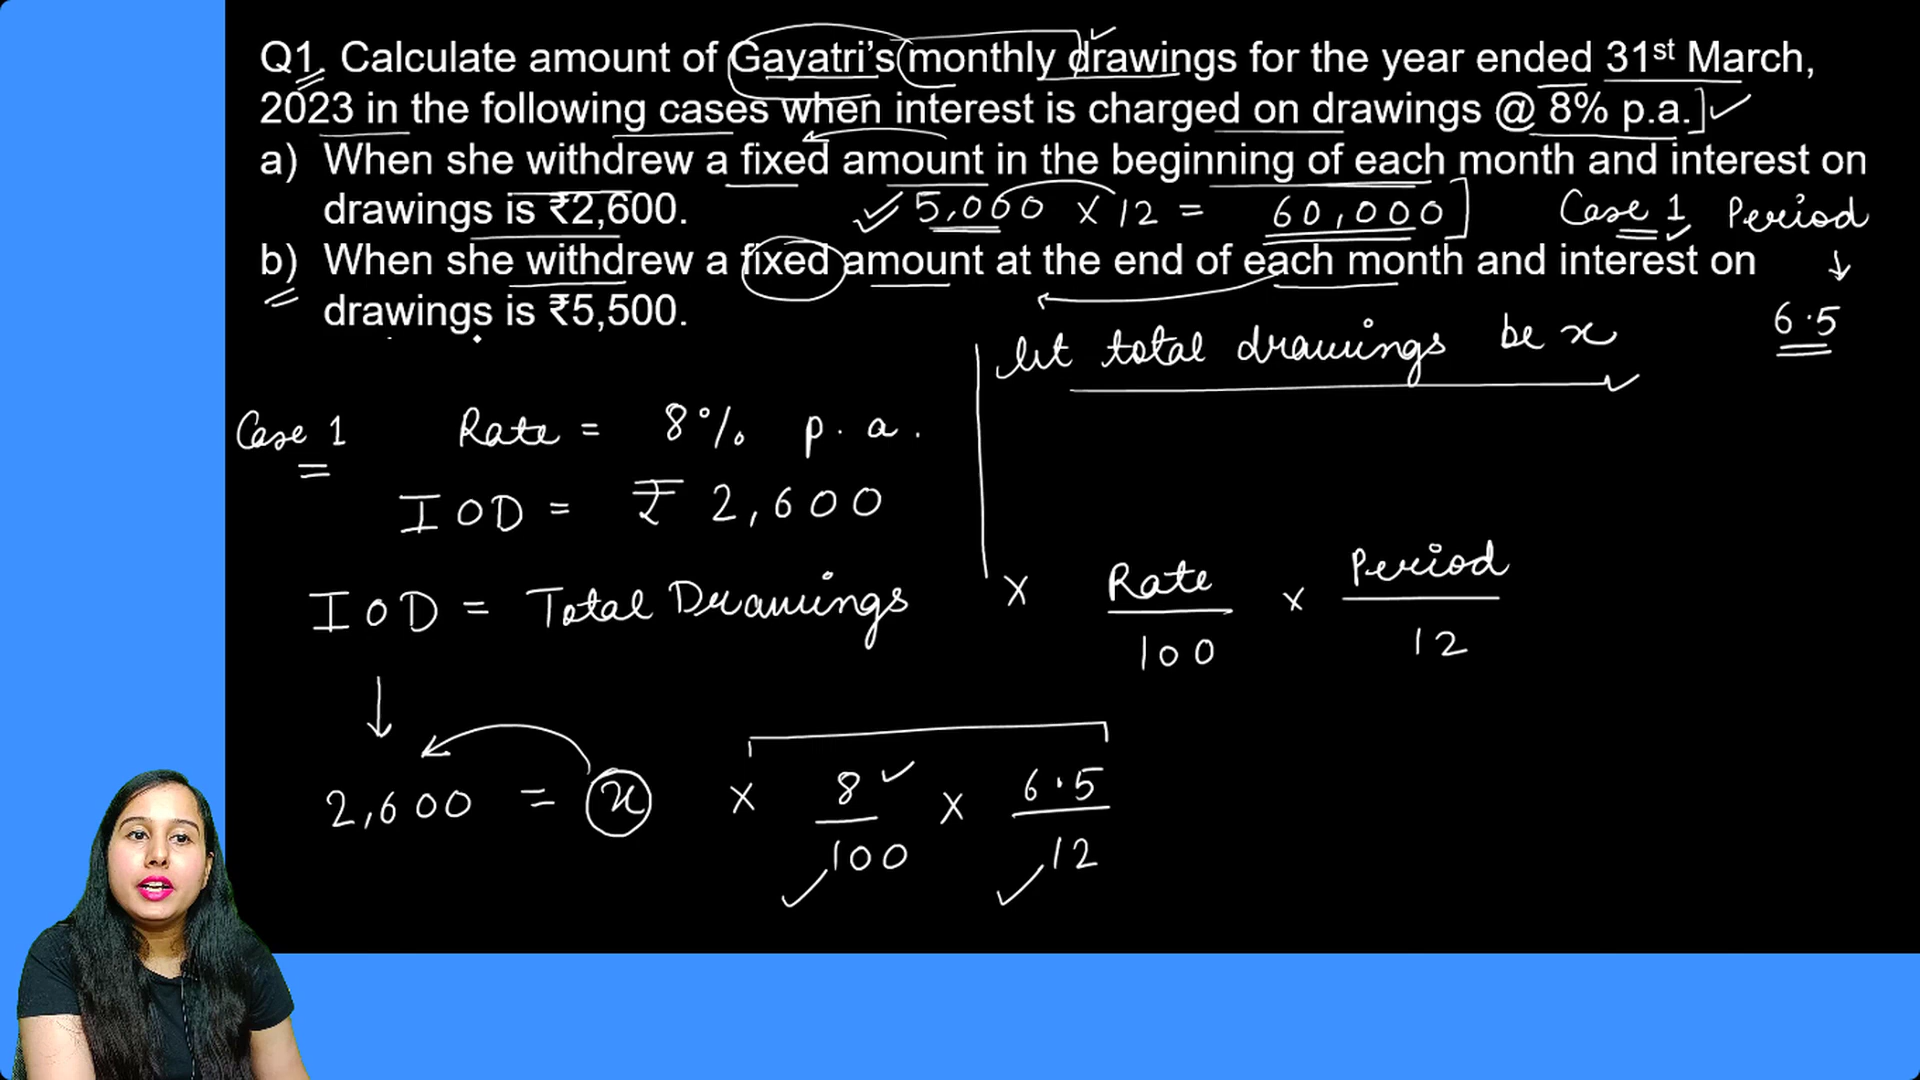 Q1. Calculate amount of Gayatri's monthly drawings for the year ended 31st March,
2023 in the following cases when interest is charged on drawings @ 8% p.a.]
a) When she withdrew a fixed amount in the beginning of each month and interest on
drawings is ₹2,600.
5,000 × 12 = 60,000]
Case 1 Period
b) When she withdrew a fixed amount at the end of each month and interest on
drawings is ₹5,500.
6.5
let total drawings be x
Case 1 Rate = 8% p.a.
IOD = ₹ 2,600
IOD = Total Drawings × Rate/100 × Period/12
2,600 = x × 8/100 × 6.5/12